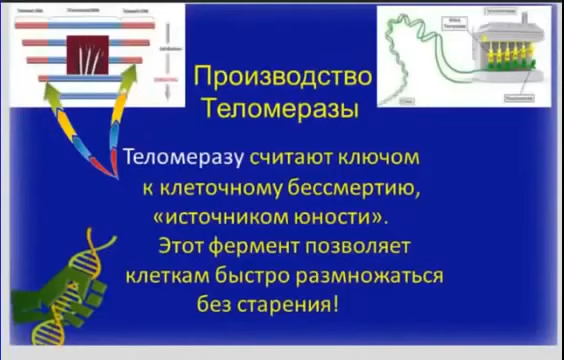 Производство
Теломеразы
Теломеразу считают ключом
к клеточному бессмертию,
«источником юности».
Этот фермент позволяет
клеткам быстро размножаться
без старения!